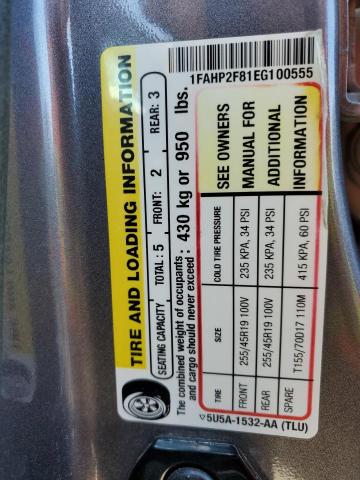 1FAHP2F81EG100555
TIRE AND LOADING INFORMATION
SEATING CAPACITY TOTAL : 5 FRONT: 2 REAR: 3
The combined weight of occupants
and cargo should never exceed : 430 kg or 950 lbs.
TIRE SIZE COLD TIRE PRESSURE
FRONT 255/45R19 100V 235 KPA, 34 PSI
REAR 255/45R19 100V 235 KPA, 34 PSI
SPARE T155/70D17 110M 415 KPA, 60 PSI
SEE OWNERS
MANUAL FOR
ADDITIONAL
INFORMATION
5U5A-1532-AA (TLU)